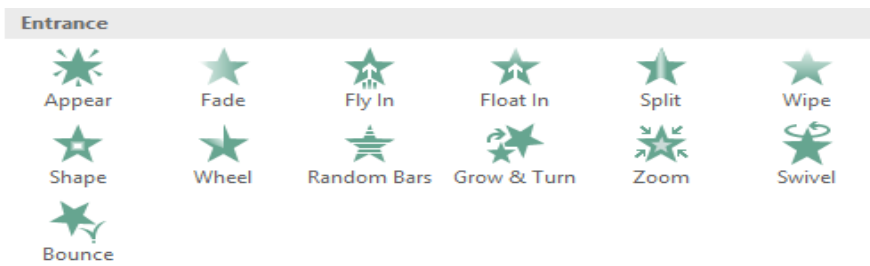 Entrance
Appear Fade Fly In Float In Split Wipe
Shape Wheel Random Bars Grow & Turn Zoom Swivel
Bounce